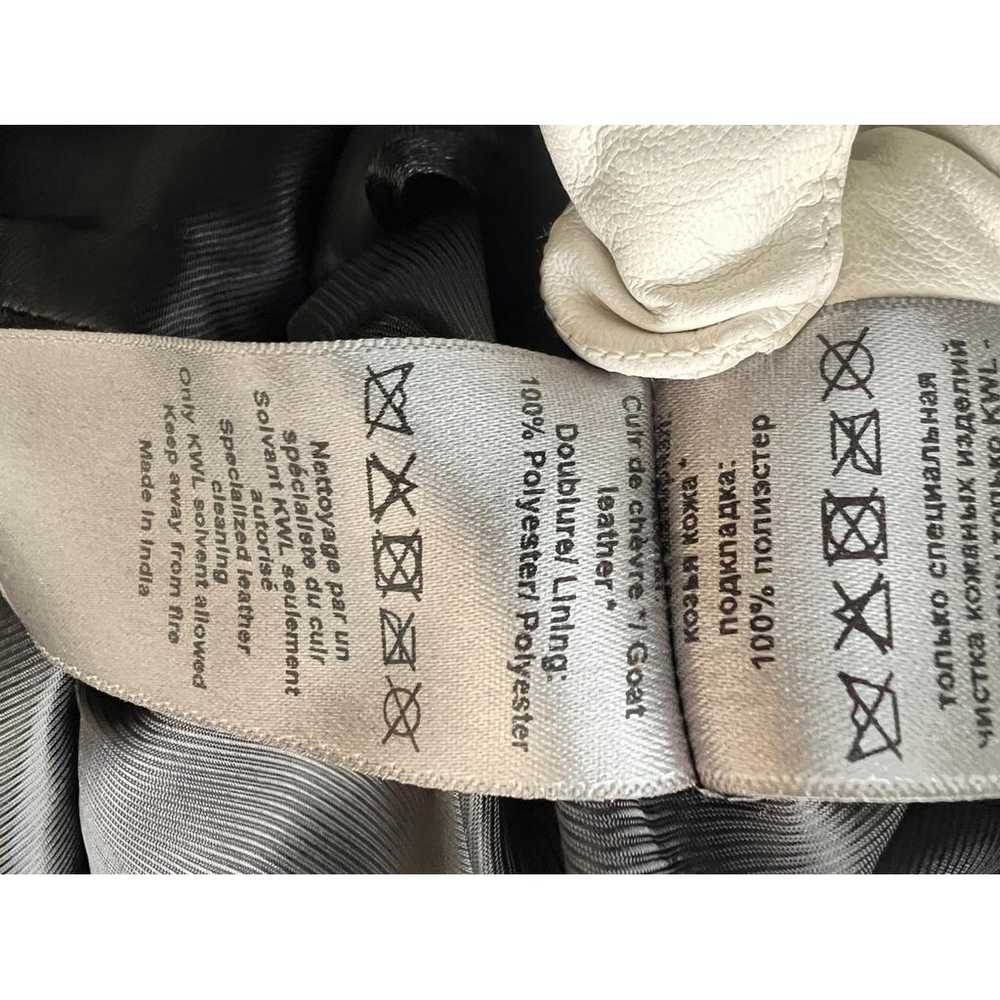 Cuir de chèvre */ Goat
leather*
Doublure/ Lining:
100% Polyester/ Polyester
Nettoyage par un
spécialiste du cuir
Solvant KWL seulement
autorisé
Specialized leather
cleaning
Only KWL solvent allowed
Keep away from fire
Made in India
козья кожа*
подкладка:
100% полиэстер
только специальная
чистка кожаных изделий
только KWL -